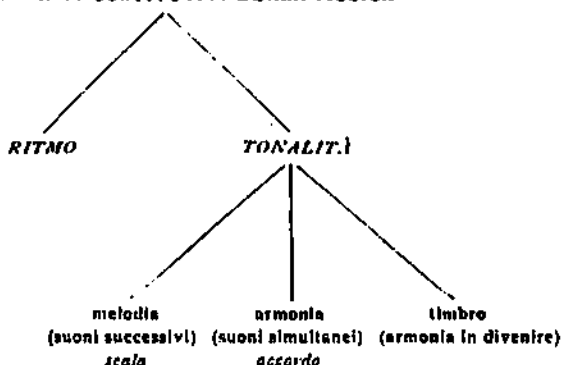 RITMO TONALITÀ
melodia armonia timbro
(suoni successivi) (suoni simultanei) (armonia in divenire)
scala accordo